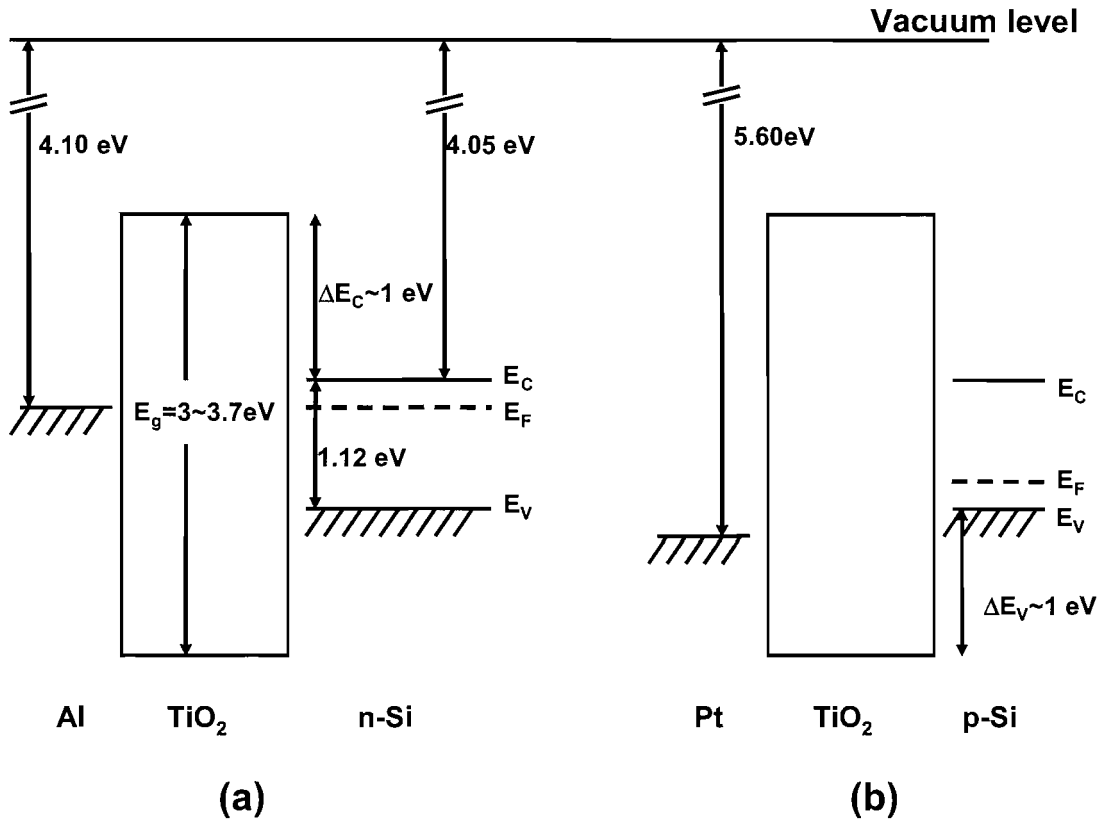 Vacuum level
4.10 eV
4.05 eV
5.60eV
ΔE_C~1 eV
E_C
E_g=3~3.7eV
E_F
1.12 eV
E_V
E_C
E_F
E_V
ΔE_V~1 eV
Al
TiO₂
n-Si
Pt
TiO₂
p-Si
(a)
(b)